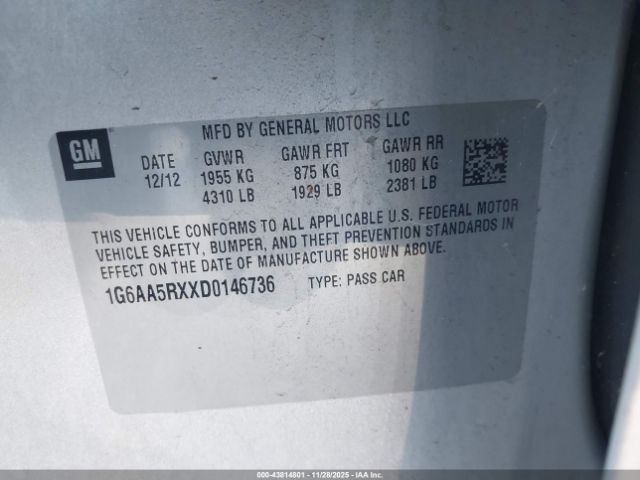 MFD BY GENERAL MOTORS LLC
GM
DATE GVWR GAWR FRT GAWR RR
12/12 1955 KG 875 KG 1080 KG
4310 LB 1929 LB 2381 LB
THIS VEHICLE CONFORMS TO ALL APPLICABLE U.S. FEDERAL MOTOR
VEHICLE SAFETY, BUMPER, AND THEFT PREVENTION STANDARDS IN
EFFECT ON THE DATE OF MANUFACTURE SHOWN ABOVE.
1G6AA5RXXD0146736 TYPE: PASS CAR
000-43814801 - 11/28/2025 - IAA Inc.